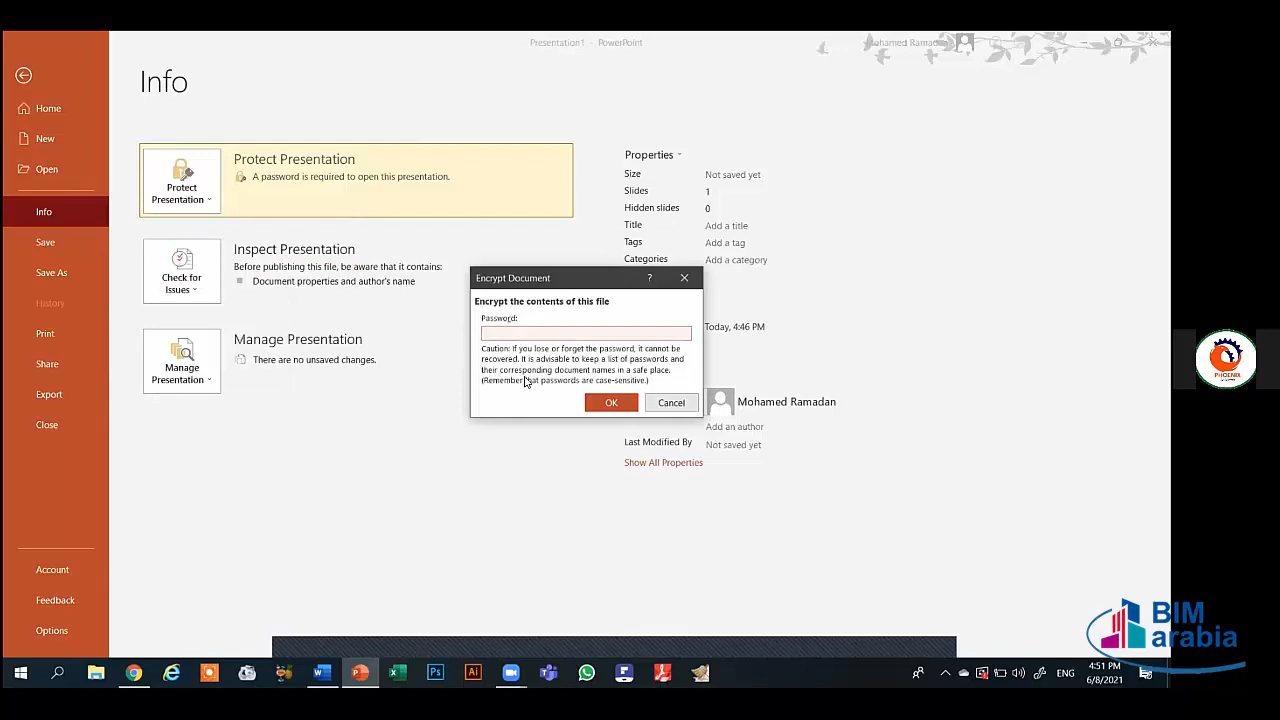 Presentation1 - PowerPoint
Mohamed Ramadan
Info
Home
New
Open
Info
Save
Save As
History
Print
Share
Export
Close
Account
Feedback
Options
Protect Presentation
A password is required to open this presentation.
Protect
Presentation
Inspect Presentation
Before publishing this file, be aware that it contains:
Document properties and author's name
Check for
Issues
Manage Presentation
There are no unsaved changes.
Manage
Presentation
Properties
Size Not saved yet
Slides 1
Hidden slides 0
Title Add a title
Tags Add a tag
Categories Add a category
Today, 4:46 PM
Mohamed Ramadan
Add an author
Last Modified By Not saved yet
Show All Properties
Encrypt Document ?
Encrypt the contents of this file
Password:
Caution: If you lose or forget the password, it cannot be
recovered. It is advisable to keep a list of passwords and
their corresponding document names in a safe place.
(Remember that passwords are case-sensitive.)
OK
Cancel
PHOENIX
BIM
arabia
Ps
Ai
ENG
4:51 PM
6/8/2021